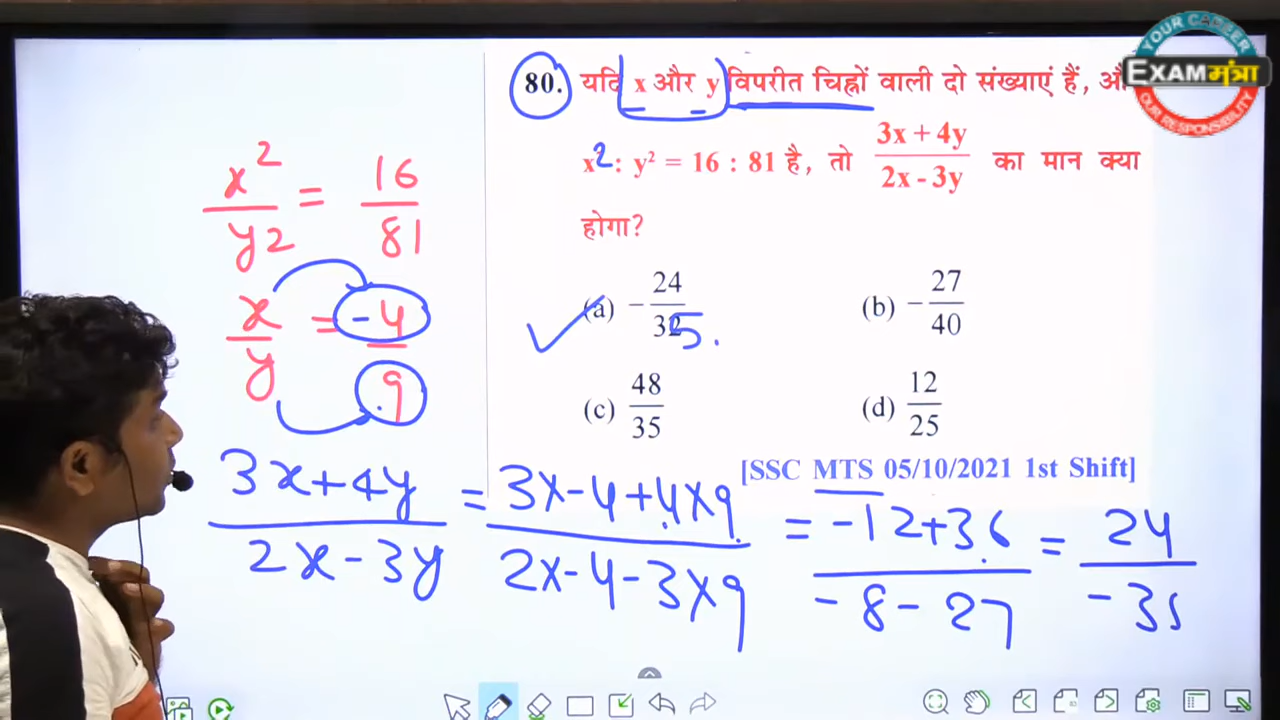 YOUR CAREER
EXAMमंत्रा
OUR RESPONSIBILITY
80. यदि x और y विपरीत चिह्नों वाली दो संख्याएं हैं,
x2 : y² = 16 : 81 है, तो (3x + 4y)/(2x - 3y) का मान क्या
होगा?
(a) -24/35.
(b) -27/40
(c) 48/35
(d) 12/25
[SSC MTS 05/10/2021 1st Shift]
x²/y2 = 16/81
x/y = -4/9
(3x+4y)/(2x-3y) = (3x-4+4x9)/(2x-4-3x9) = (-12+36)/(-8-27) = 24/-35